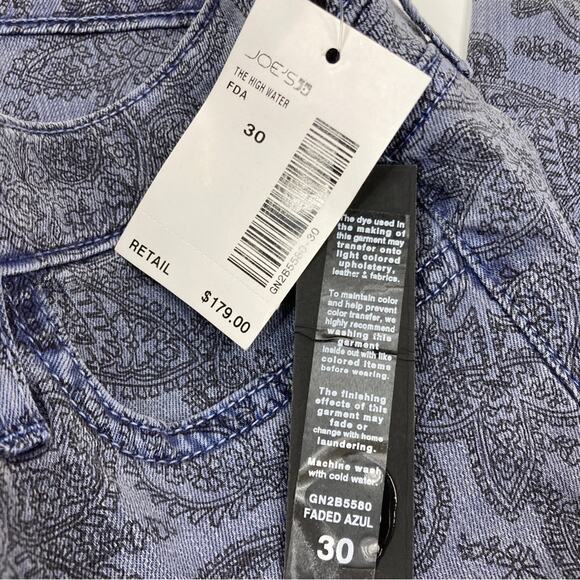 JOE'S
THE HIGH WATER
FDA
30
GN2B5580-30
RETAIL
$179.00
The dye used in
the making of
this garment may
transfer onto
light colored
upholstery,
leather & fabrics.
To maintain color
and help prevent
color transfer, we
highly recommend
washing this
garment
inside out with like
colored items
before wearing.
The finishing
effects of this
garment may
fade or
change with home
laundering.
Machine wash
with cold water.
GN2B5580
FADED AZUL
30